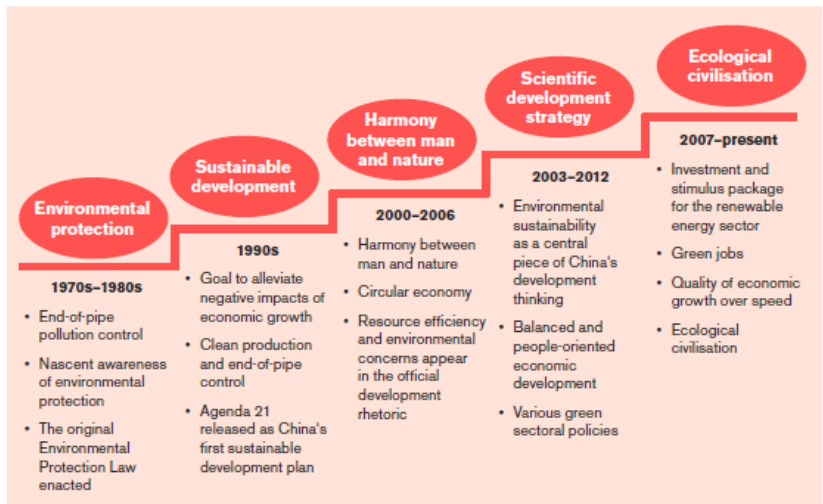 Environmental
protection
1970s–1980s
• End-of-pipe
pollution control
• Nascent awareness
of environmental
protection
• The original
Environmental
Protection Law
enacted
Sustainable
development
1990s
• Goal to alleviate
negative impacts of
economic growth
• Clean production
and end-of-pipe
control
• Agenda 21
released as China's
first sustainable
development plan
Harmony
between man
and nature
2000–2006
• Harmony between
man and nature
• Circular economy
• Resource efficiency
and environmental
concerns appear
in the official
development
rhetoric
Scientific
development
strategy
2003–2012
• Environmental
sustainability
as a central
piece of China's
development
thinking
• Balanced and
people-oriented
economic
development
• Various green
sectoral policies
Ecological
civilisation
2007–present
• Investment and
stimulus package
for the renewable
energy sector
• Green jobs
• Quality of economic
growth over speed
• Ecological
civilisation